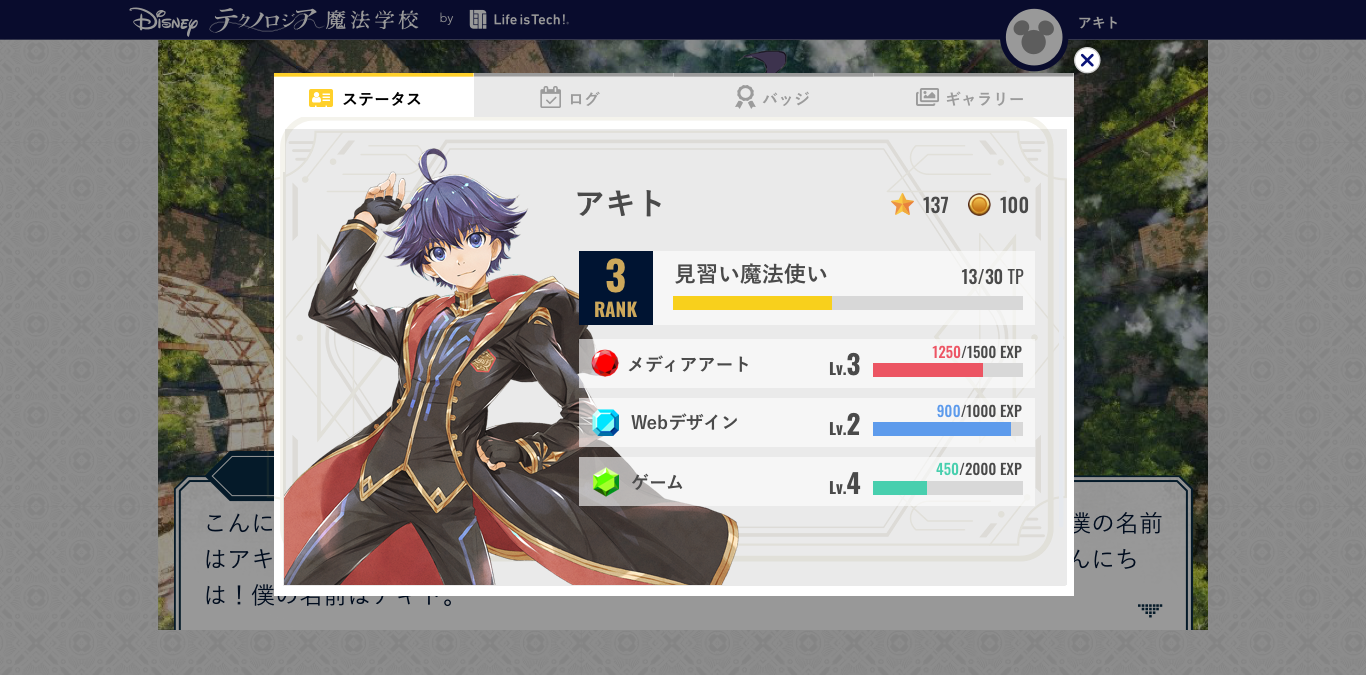 Disney テクノロジア魔法学校 by Life is Tech!
アキト
ステータス
ログ
バッジ
ギャラリー
アキト
137
100
3
RANK
見習い魔法使い
13/30 TP
メディアアート
Lv.3
1250/1500 EXP
Webデザイン
Lv.2
900/1000 EXP
ゲーム
Lv.4
450/2000 EXP
こんに
僕の名前
はアキ
んにち
は！僕の名前はアキト。